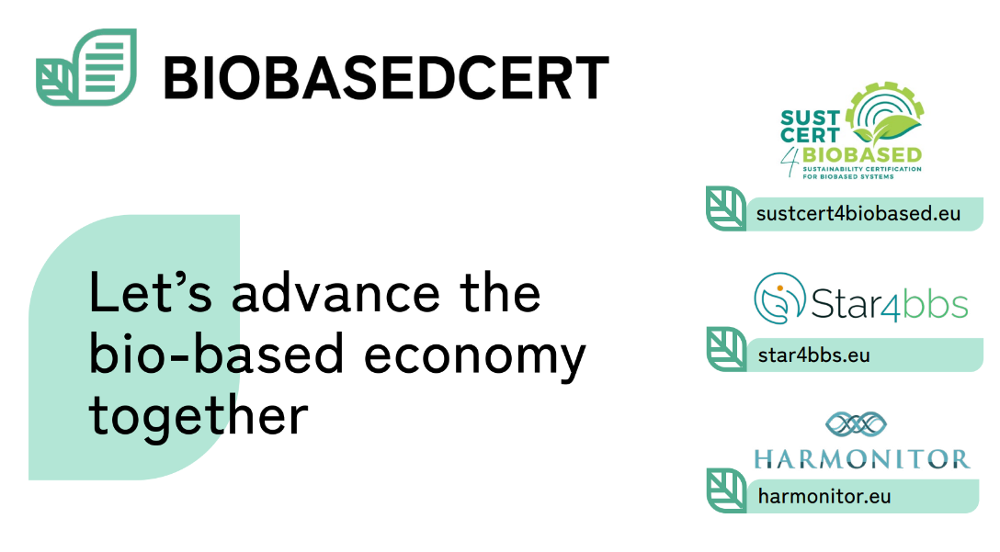 BIOBASEDCERT
Let's advance the
bio-based economy
together
SUST
CERT
4BIOBASED
SUSTAINABILITY CERTIFICATION
FOR BIOBASED SYSTEMS
sustcert4biobased.eu
Star4bbs
star4bbs.eu
HARMONITOR
harmonitor.eu